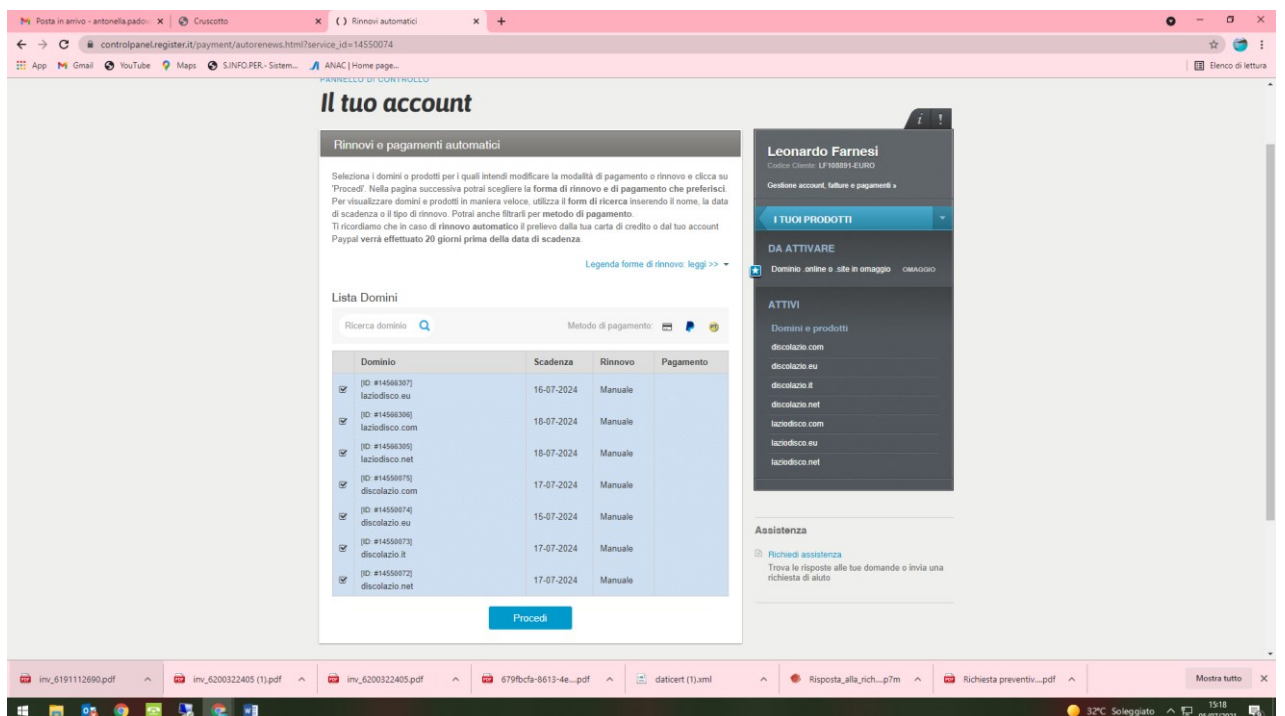 Posta in arrivo - antonella.padov
Cruscotto
Rinnovi automatici
controlpanel.register.it/payment/autorenews.html?service_id=14550074
App
Gmail
YouTube
Maps
S.INFO.PER.- Sistem...
ANAC | Home page...
Elenco di lettura
PANNELLO DI CONTROLLO
Il tuo account
Rinnovi e pagamenti automatici
Seleziona i domini o prodotti per i quali intendi modificare la modalità di pagamento o rinnovo e clicca su
'Procedi'. Nella pagina successiva potrai scegliere la forma di rinnovo e di pagamento che preferisci.
Per visualizzare domini e prodotti in maniera veloce, utilizza il form di ricerca inserendo il nome, la data
di scadenza o il tipo di rinnovo. Potrai anche filtrarli per metodo di pagamento.
Ti ricordiamo che in caso di rinnovo automatico il prelievo dalla tua carta di credito o dal tuo account
Paypal verrà effettuato 20 giorni prima della data di scadenza.
Legenda forme di rinnovo: leggi >>
Lista Domini
Ricerca dominio
Metodo di pagamento:
Dominio Scadenza Rinnovo Pagamento
[ID: #14566307]
laziodisco.eu 16-07-2024 Manuale
[ID: #14566306]
laziodisco.com 18-07-2024 Manuale
[ID: #14566305]
laziodisco.net 18-07-2024 Manuale
[ID: #14550075]
discolazio.com 17-07-2024 Manuale
[ID: #14550074]
discolazio.eu 15-07-2024 Manuale
[ID: #14550073]
discolazio.it 17-07-2024 Manuale
[ID: #14550072]
discolazio.net 17-07-2024 Manuale
Procedi
i !
Leonardo Farnesi
Codice Cliente: LF108891-EURO
Gestione account, fatture e pagamenti »
I TUOI PRODOTTI
DA ATTIVARE
Dominio .online o .site in omaggio OMAGGIO
ATTIVI
Domini e prodotti
discolazio.com
discolazio.eu
discolazio.it
discolazio.net
laziodisco.com
laziodisco.eu
laziodisco.net
Assistenza
Richiedi assistenza
Trova le risposte alle tue domande o invia una
richiesta di aiuto
inv_6191112690.pdf
inv_6200322405 (1).pdf
inv_6200322405.pdf
679fbcfa-8613-4e....pdf
daticert (1).xml
Risposta_alla_rich....p7m
Richiesta preventiv....pdf
Mostra tutto
32°C Soleggiato
15:18
05/07/2021